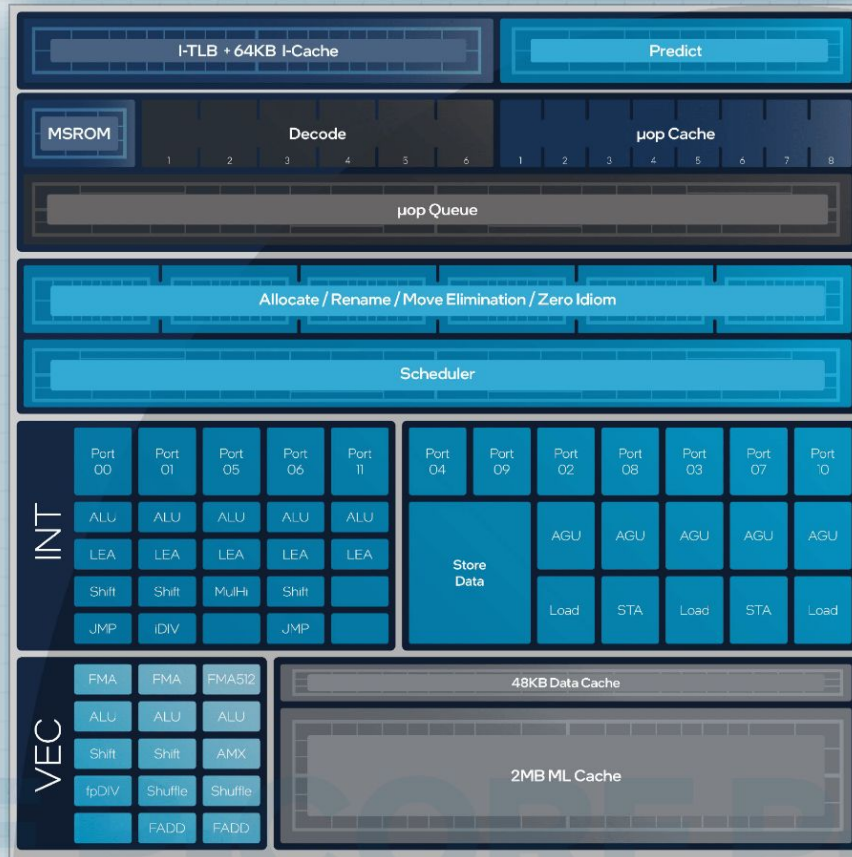 I-TLB + 64KB I-Cache
Predict
MSROM
Decode
µop Cache
1 2 3 4 5 6
1 2 3 4 5 6 7 8
µop Queue
Allocate / Rename / Move Elimination / Zero Idiom
Scheduler
INT
Port 00
Port 01
Port 05
Port 06
Port 11
ALU ALU ALU ALU ALU
LEA LEA LEA LEA LEA
Shift Shift MulHi Shift
JMP iDIV JMP
Port 04
Port 09
Port 02
Port 08
Port 03
Port 07
Port 10
Store
Data
AGU AGU AGU AGU AGU
Load STA Load STA Load
VEC
FMA FMA FMA512
ALU ALU ALU
Shift Shift AMX
fpDIV Shuffle Shuffle
FADD FADD
48KB Data Cache
2MB ML Cache